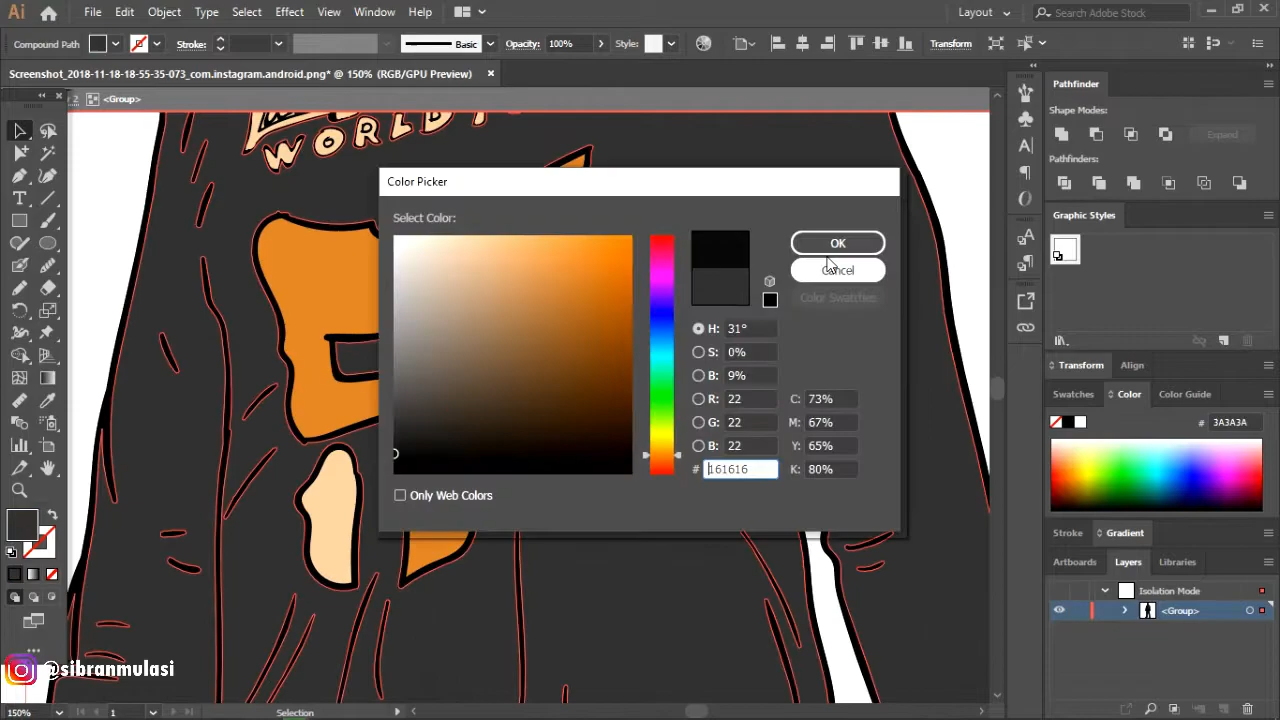 Ai File Edit Object Type Select Effect View Window Help Layout Search Adobe Stock
Compound Path Stroke: Basic Opacity: 100% Style: Transform
Screenshot_2018-11-18-18-55-35-073_com.instagram.android.png* @ 150% (RGB/GPU Preview)
2 <Group>
Pathfinder
Shape Modes:
Expand
Pathfinders:
WORLD
Color Picker
Select Color:
OK
Cancel
Color Swatches
H: 31°
S: 0%
B: 9%
R: 22
G: 22
B: 22
# 161616
C: 73%
M: 67%
Y: 65%
K: 80%
Only Web Colors
Graphic Styles
Transform Align
Swatches Color Color Guide
# 3A3A3A
Stroke Gradient
Artboards Layers Libraries
Isolation Mode
<Group>
@sibranmulasi
150% 1 Selection